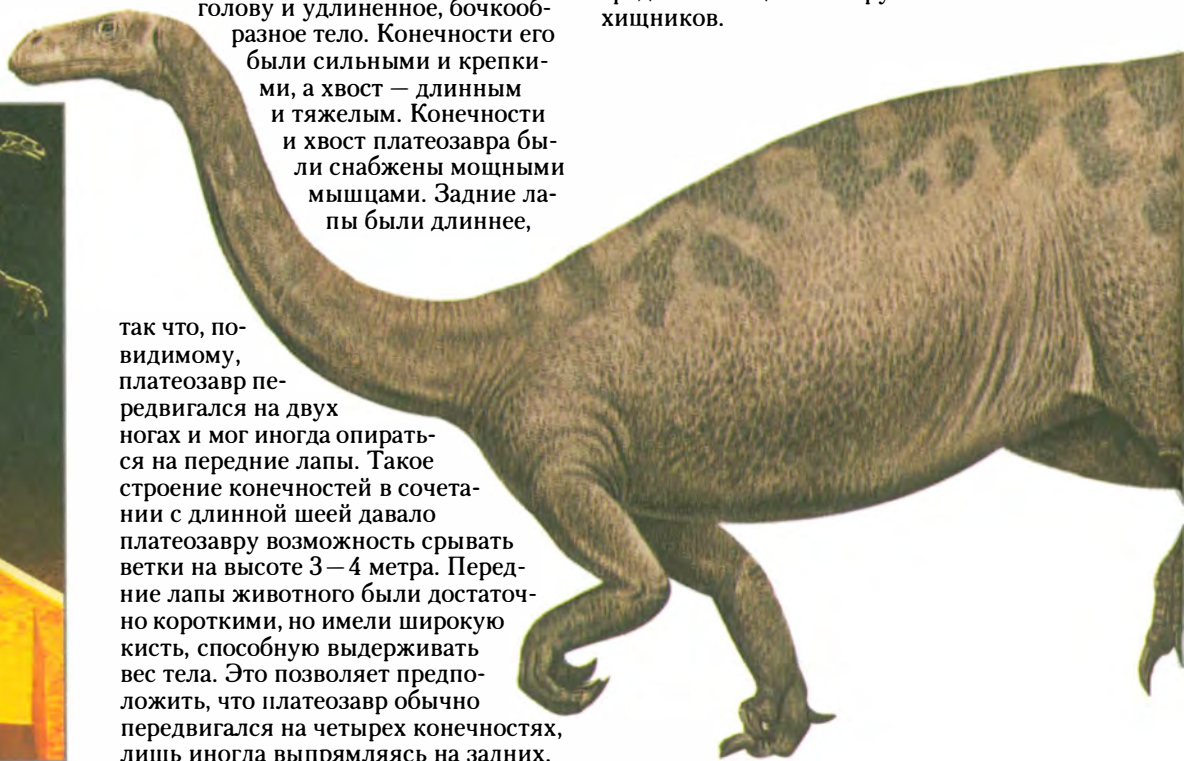 голову и удлиненное, бочкооб-
разное тело. Конечности его
были сильными и крепки-
ми, а хвост — длинным
и тяжелым. Конечности
и хвост платеозавра бы-
ли снабжены мощными
мышцами. Задние ла-
пы были длиннее,
так что, по-
видимому,
платеозавр пе-
редвигался на двух
ногах и мог иногда опирать-
ся на передние лапы. Такое
строение конечностей в сочета-
нии с длинной шеей давало
платеозавру возможность срывать
ветки на высоте 3—4 метра. Перед-
ние лапы животного были достаточ-
но короткими, но имели широкую
кисть, способную выдерживать
вес тела. Это позволяет предпо-
ложить, что платеозавр обычно
передвигался на четырех конечностях,
лишь иногда выпрямляясь на задних.
хищников.